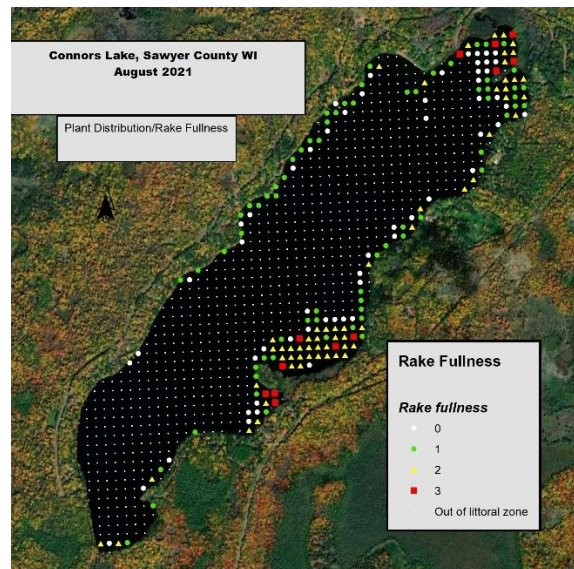 Connors Lake, Sawyer County WI
August 2021
Plant Distribution/Rake Fullness
Rake Fullness
Rake fullness
0
1
2
3
Out of littoral zone